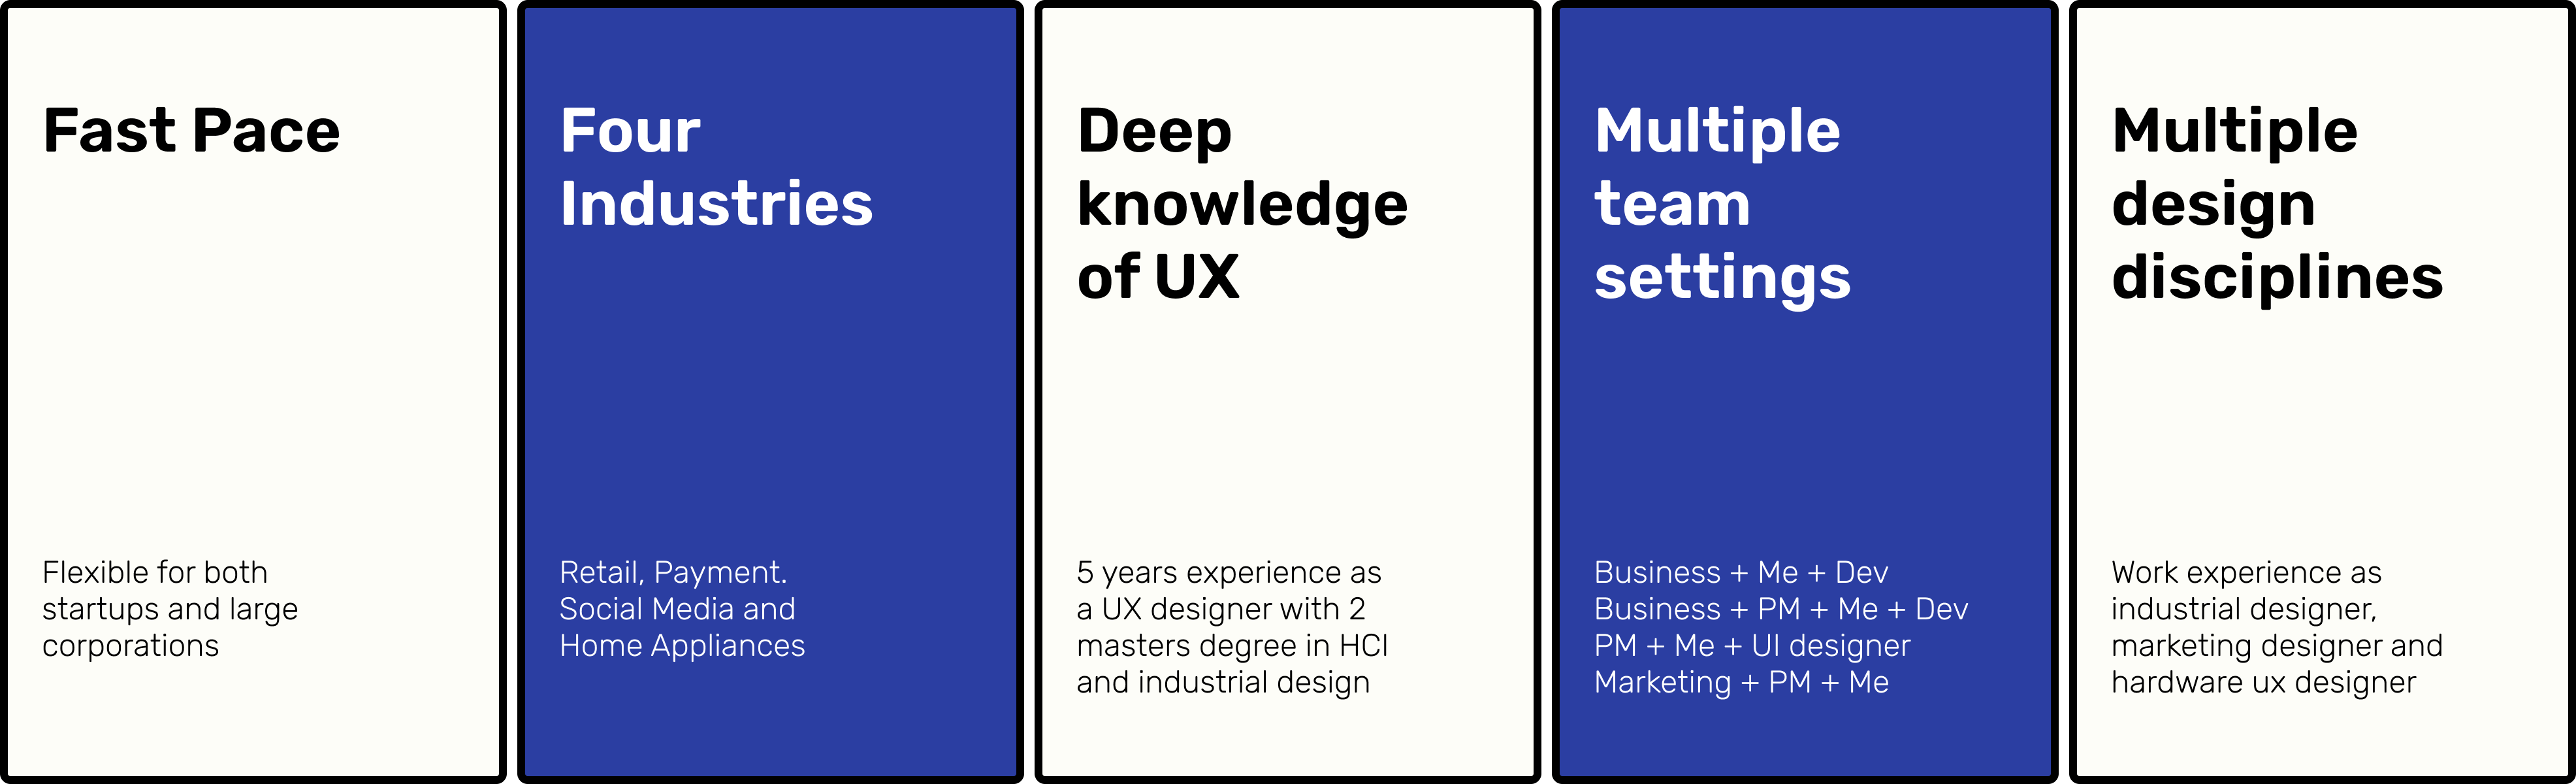 Fast Pace
Flexible for both
startups and large
corporations
Four
Industries
Retail, Payment.
Social Media and
Home Appliances
Deep
knowledge
of UX
5 years experience as
a UX designer with 2
masters degree in HCI
and industrial design
Multiple
team
settings
Business + Me + Dev
Business + PM + Me + Dev
PM + Me + UI designer
Marketing + PM + Me
Multiple
design
disciplines
Work experience as
industrial designer,
marketing designer and
hardware ux designer